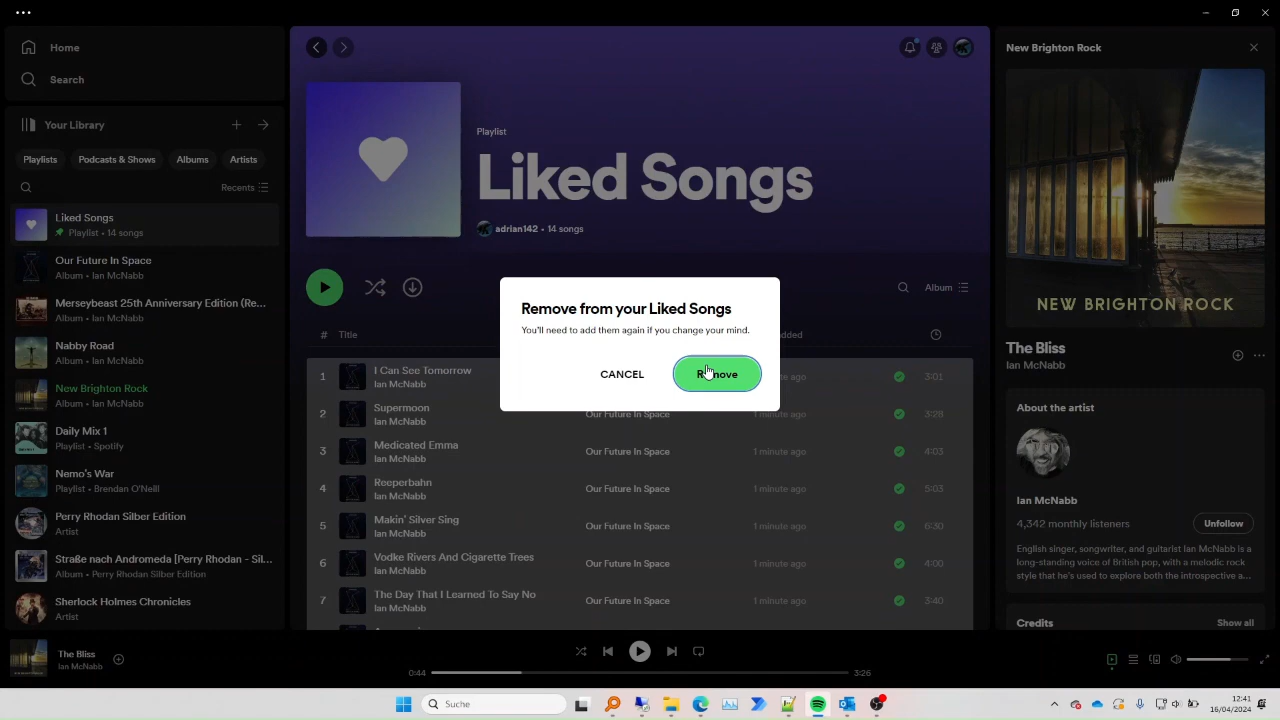 Home
Search
Your Library
Playlists
Podcasts & Shows
Albums
Artists
Recents
Liked Songs
Playlist • 14 songs
Our Future In Space
Album • Ian McNabb
Merseybeat 25th Anniversary Edition (Re...
Album • Ian McNabb
Nabby Road
Album • Ian McNabb
New Brighton Rock
Album • Ian McNabb
Daily Mix 1
Playlist • Spotify
Nemo's War
Playlist • Brendan O'Neill
Perry Rhodan Silber Edition
Artist
Straße nach Andromeda [Perry Rhodan - Sil...
Album • Perry Rhodan Silber Edition
Sherlock Holmes Chronicles
Artist
Playlist
Liked Songs
adrian142 • 14 songs
Album
# Title
1 I Can See Tomorrow 3:01
Ian McNabb
2 Supermoon Our Future In Space 1 minute ago 3:28
Ian McNabb
3 Medicated Emma Our Future In Space 1 minute ago 4:03
Ian McNabb
4 Reeperbahn Our Future In Space 1 minute ago 5:03
Ian McNabb
5 Makin' Silver Sing Our Future In Space 1 minute ago 6:30
Ian McNabb
6 Vodke Rivers And Cigarette Trees Our Future In Space 1 minute ago 4:00
Ian McNabb
7 The Day That I Learned To Say No Our Future In Space 1 minute ago 3:40
Ian McNabb
Remove from your Liked Songs
You'll need to add them again if you change your mind.
CANCEL
Remove
New Brighton Rock
NEW BRIGHTON ROCK
The Bliss
Ian McNabb
About the artist
Ian McNabb
4,342 monthly listeners
Unfollow
English singer, songwriter, and guitarist Ian McNabb is a
long-standing voice of British pop, with a melodic rock
style that he's used to explore both the introspective a...
Credits
Show all
The Bliss
Ian McNabb
0:44
3:26
Suche
12:41
16/04/2024